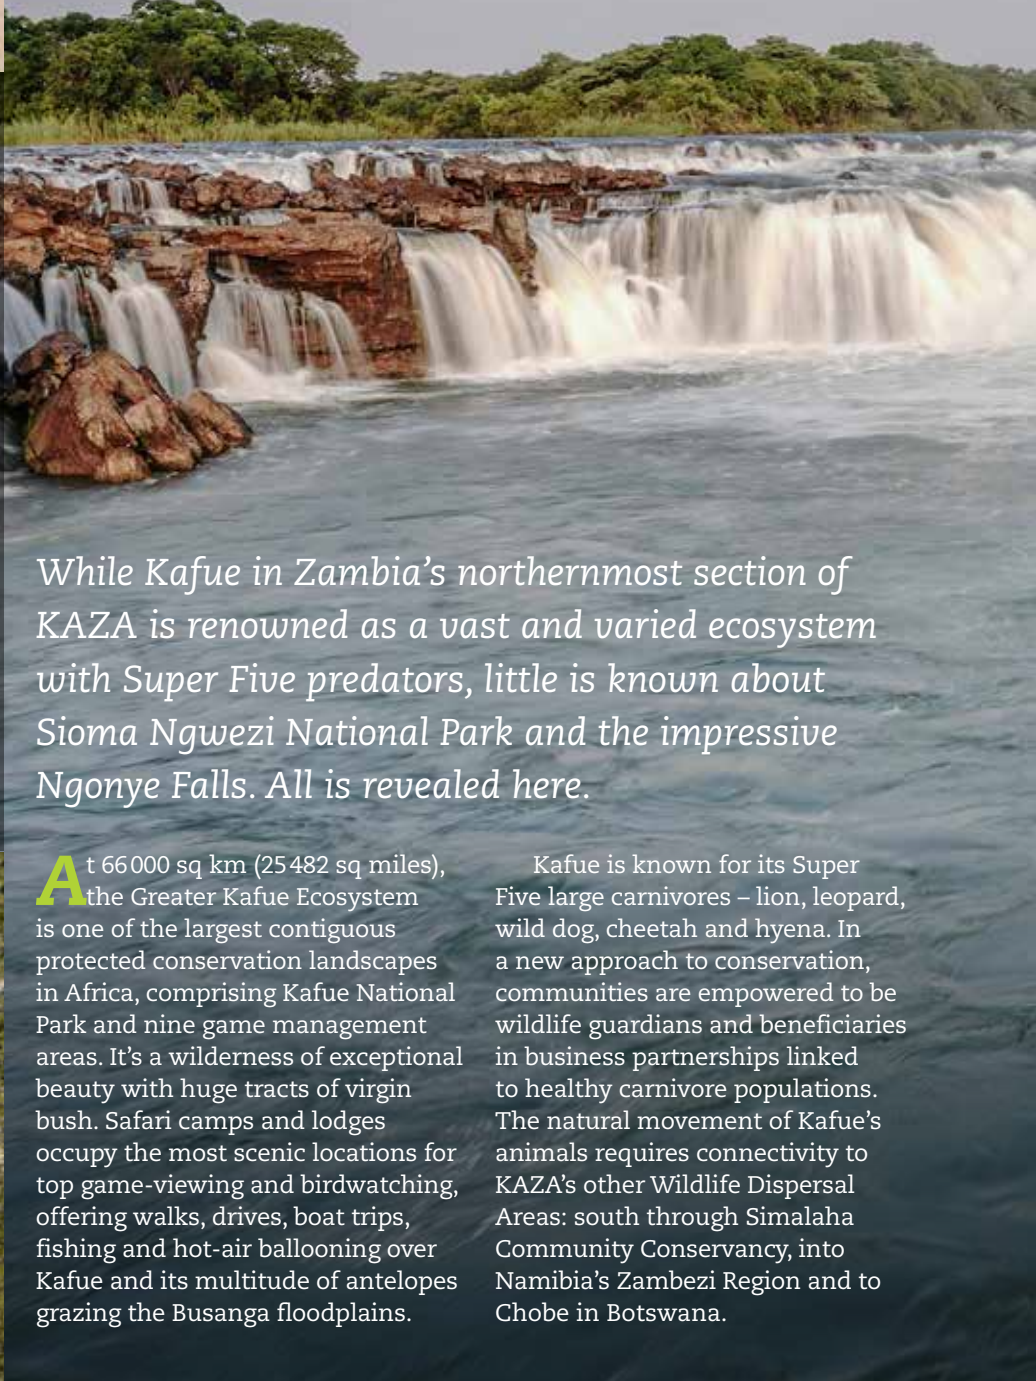 While Kafue in Zambia’s northernmost section of
KAZA is renowned as a vast and varied ecosystem
with Super Five predators, little is known about
Sioma Ngwezi National Park and the impressive
Ngonye Falls. All is revealed here.
At 66 000 sq km (25 482 sq miles),
the Greater Kafue Ecosystem
is one of the largest contiguous
protected conservation landscapes
in Africa, comprising Kafue National
Park and nine game management
areas. It’s a wilderness of exceptional
beauty with huge tracts of virgin
bush. Safari camps and lodges
occupy the most scenic locations for
top game-viewing and birdwatching,
offering walks, drives, boat trips,
fishing and hot-air ballooning over
Kafue and its multitude of antelopes
grazing the Busanga floodplains.
Kafue is known for its Super
Five large carnivores – lion, leopard,
wild dog, cheetah and hyena. In
a new approach to conservation,
communities are empowered to be
wildlife guardians and beneficiaries
in business partnerships linked
to healthy carnivore populations.
The natural movement of Kafue’s
animals requires connectivity to
KAZA’s other Wildlife Dispersal
Areas: south through Simalaha
Community Conservancy, into
Namibia’s Zambezi Region and to
Chobe in Botswana.